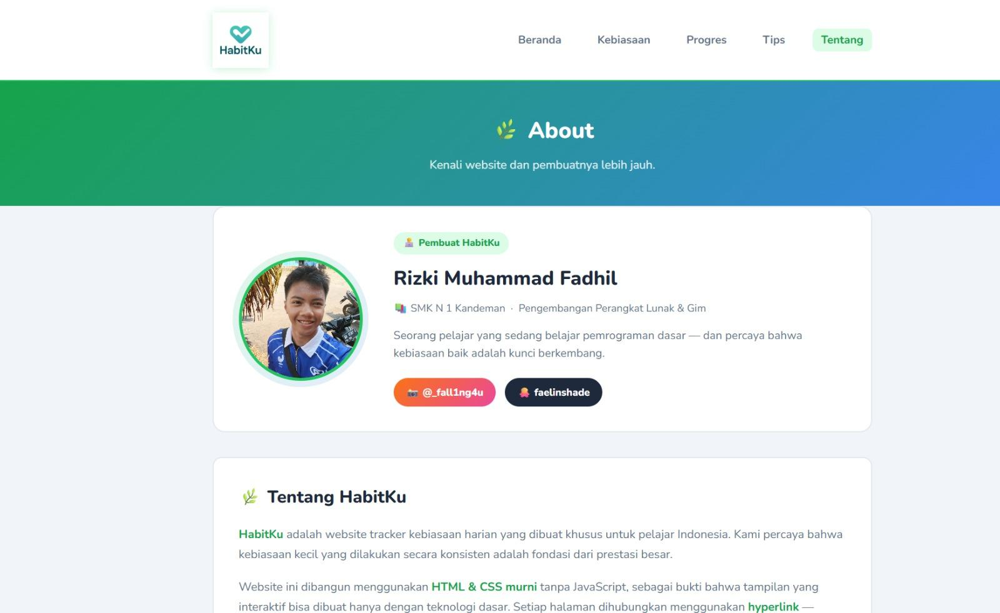 HabitKu
Beranda
Kebiasaan
Progres
Tips
Tentang
🌿 About
Kenali website dan pembuatnya lebih jauh.
Pembuat HabitKu
Rizki Muhammad Fadhil
SMK N 1 Kandeman · Pengembangan Perangkat Lunak & Gim
Seorang pelajar yang sedang belajar pemrograman dasar — dan percaya bahwa
kebiasaan baik adalah kunci berkembang.
📸 @_fall1ng4u
faelinshade
🌿 Tentang HabitKu
HabitKu adalah website tracker kebiasaan harian yang dibuat khusus untuk pelajar Indonesia. Kami percaya bahwa
kebiasaan kecil yang dilakukan secara konsisten adalah fondasi dari prestasi besar.
Website ini dibangun menggunakan HTML & CSS murni tanpa JavaScript, sebagai bukti bahwa tampilan yang
interaktif bisa dibuat hanya dengan teknologi dasar. Setiap halaman dihubungkan menggunakan hyperlink —